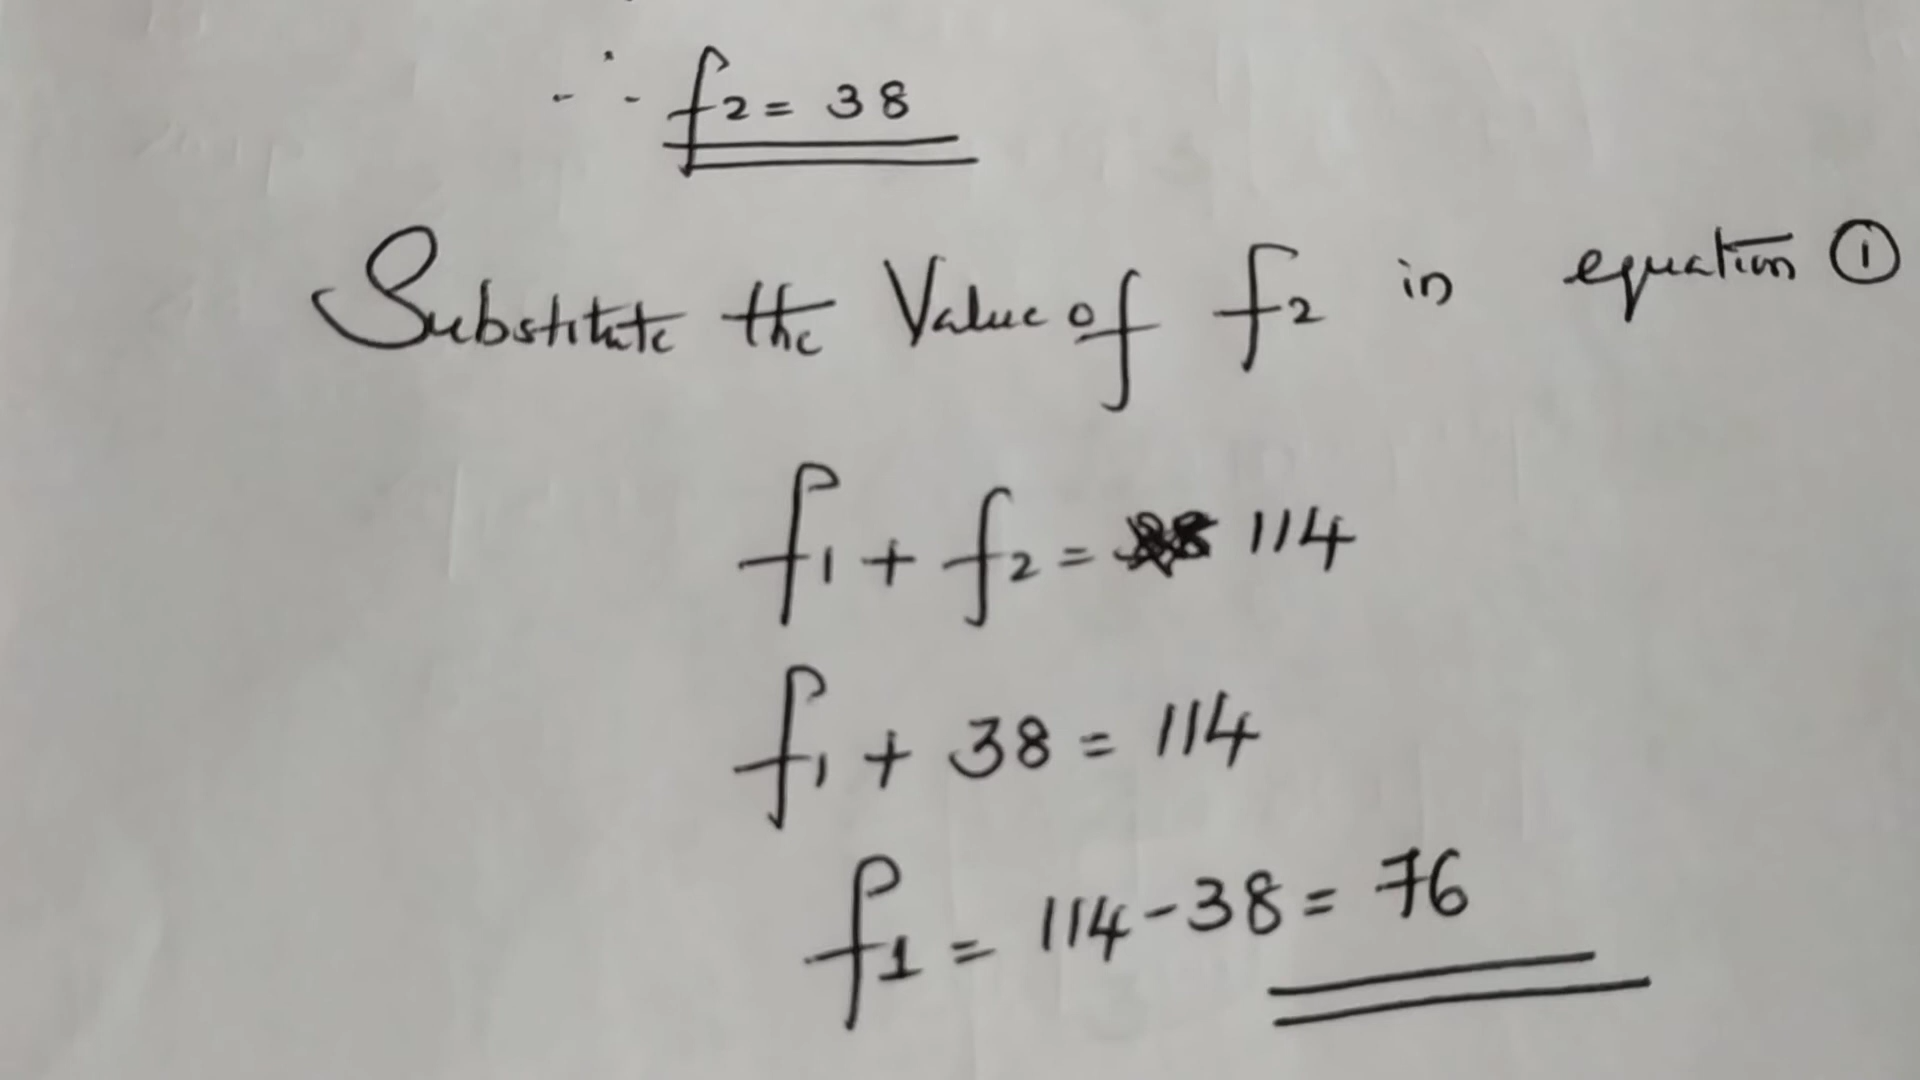 ∴ f2 = 38
Substitute the Value of f2 in equation ①
f1 + f2 = 114
f1 + 38 = 114
f1 = 114 - 38 = 76